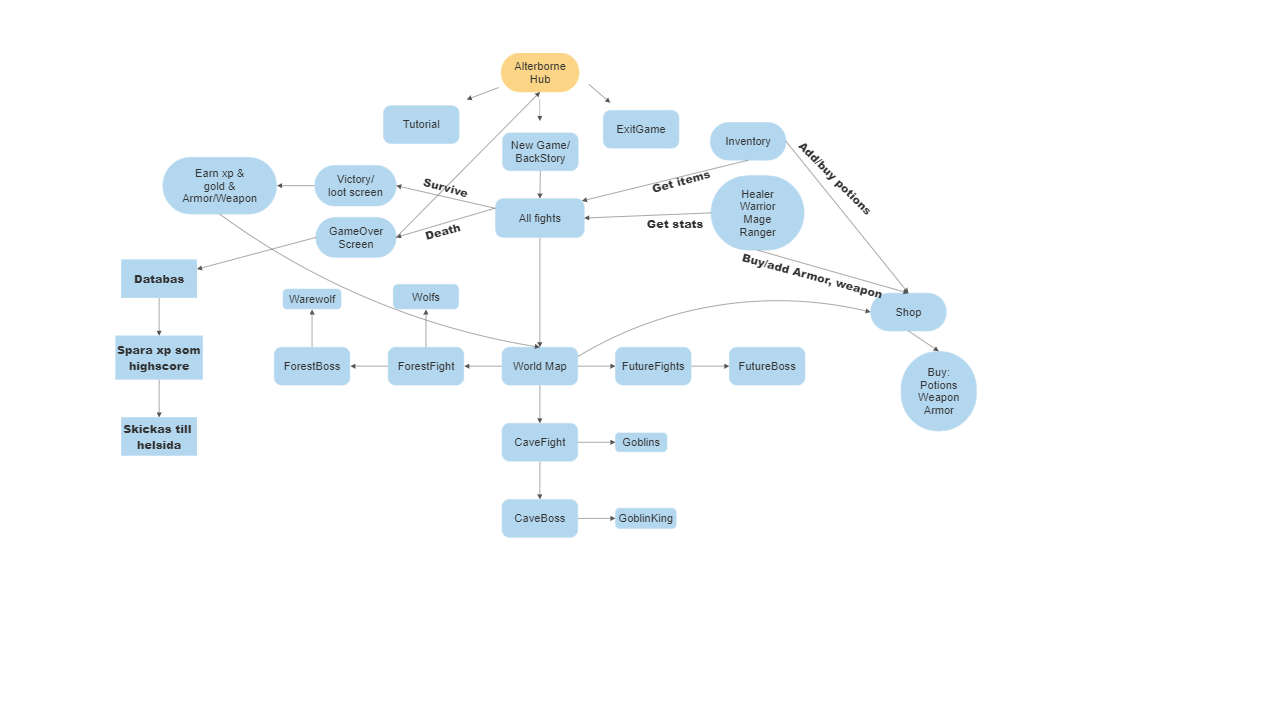 Alterborne
Hub
Tutorial
New Game/
BackStory
ExitGame
Inventory
Add/buy potions
Earn xp &
gold &
Armor/Weapon
Victory/
loot screen
Survive
Get items
Healer
Warrior
Mage
Ranger
All fights
Get stats
GameOver
Screen
Death
Buy/add Armor, weapon
Databas
Warewolf
Wolfs
Shop
Spara xp som
highscore
ForestBoss
ForestFight
World Map
FutureFights
FutureBoss
Buy:
Potions
Weapon
Armor
Skickas till
helsida
CaveFight
Goblins
CaveBoss
GoblinKing